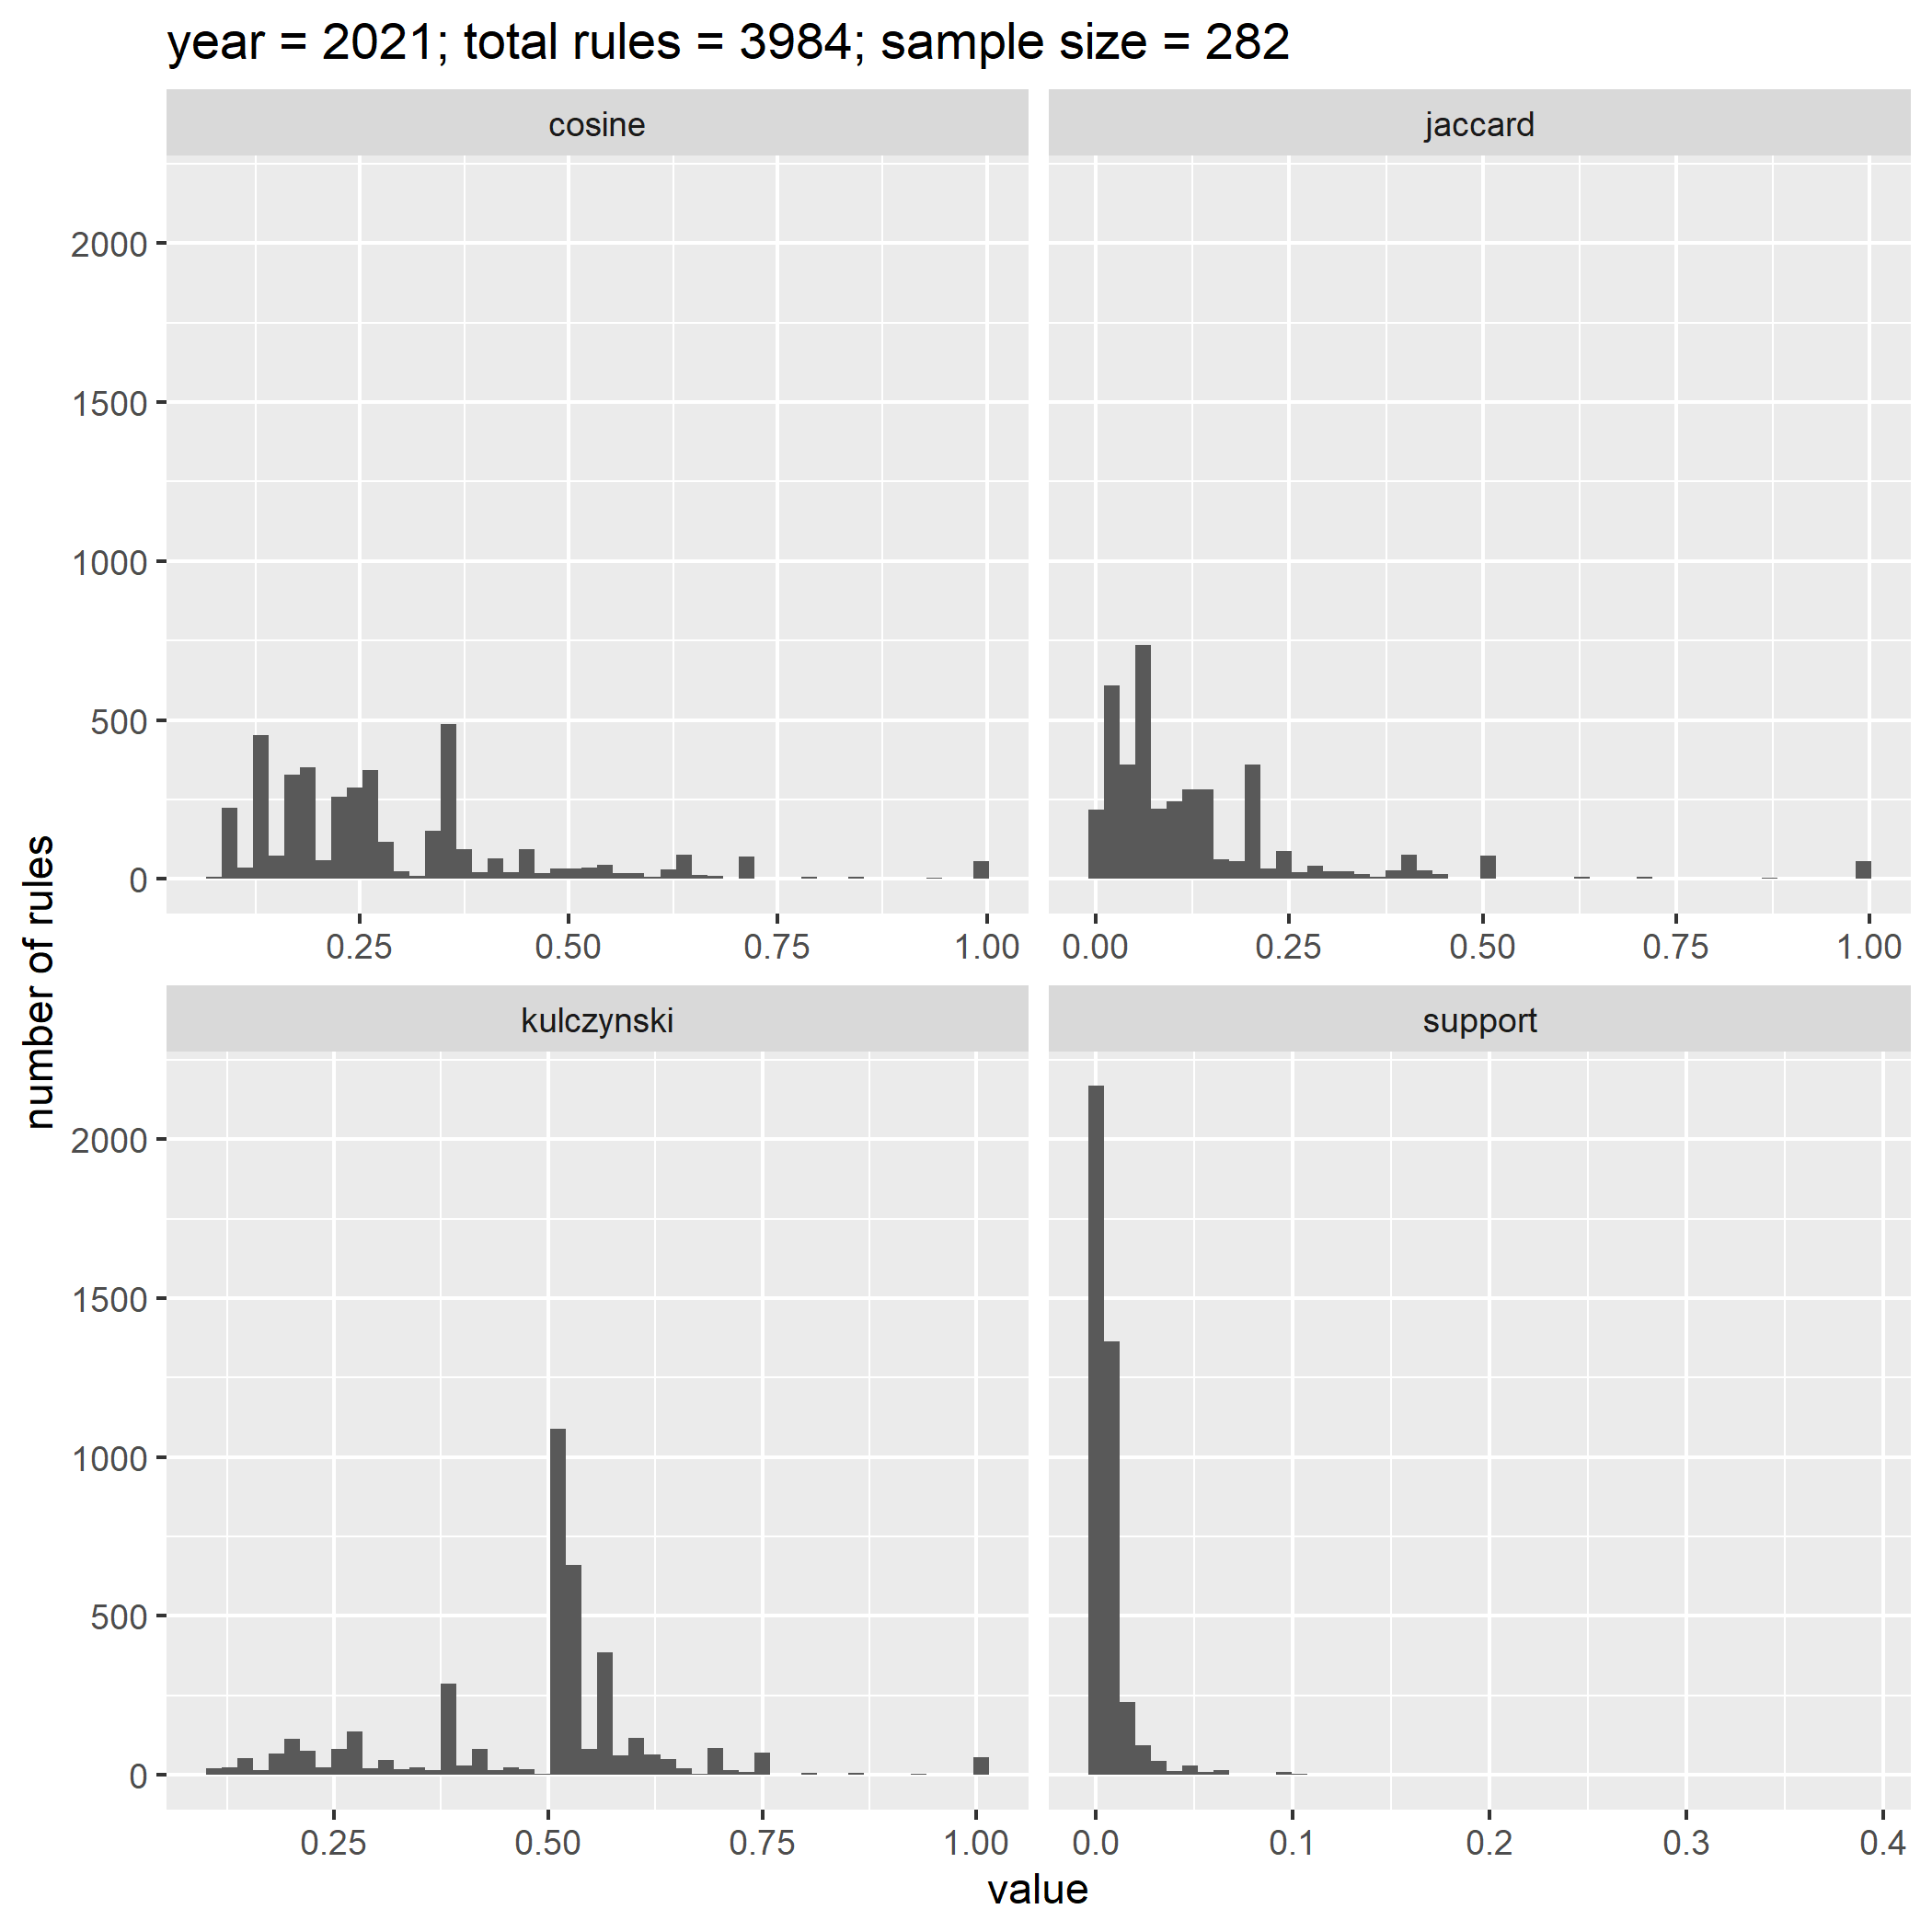 year = 2021; total rules = 3984; sample size = 282
cosine
jaccard
2000
1500
1000
500
0
0.25 0.50 0.75 1.00
0.00 0.25 0.50 0.75 1.00
number of rules
kulczynski
support
2000
1500
1000
500
0
0.25 0.50 0.75 1.00
0.0 0.1 0.2 0.3 0.4
value